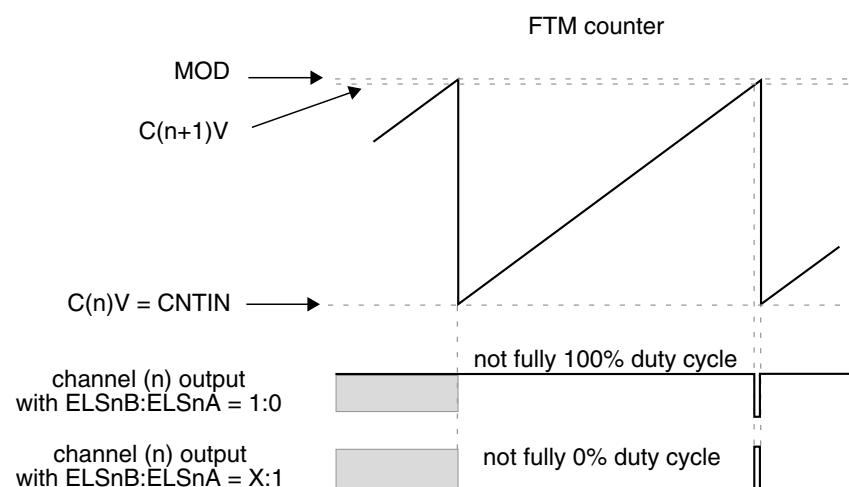 FTM counter
MOD
C(n+1)V
C(n)V = CNTIN
not fully 100% duty cycle
channel (n) output
with ELSnB:ELSnA = 1:0
not fully 0% duty cycle
channel (n) output
with ELSnB:ELSnA = X:1